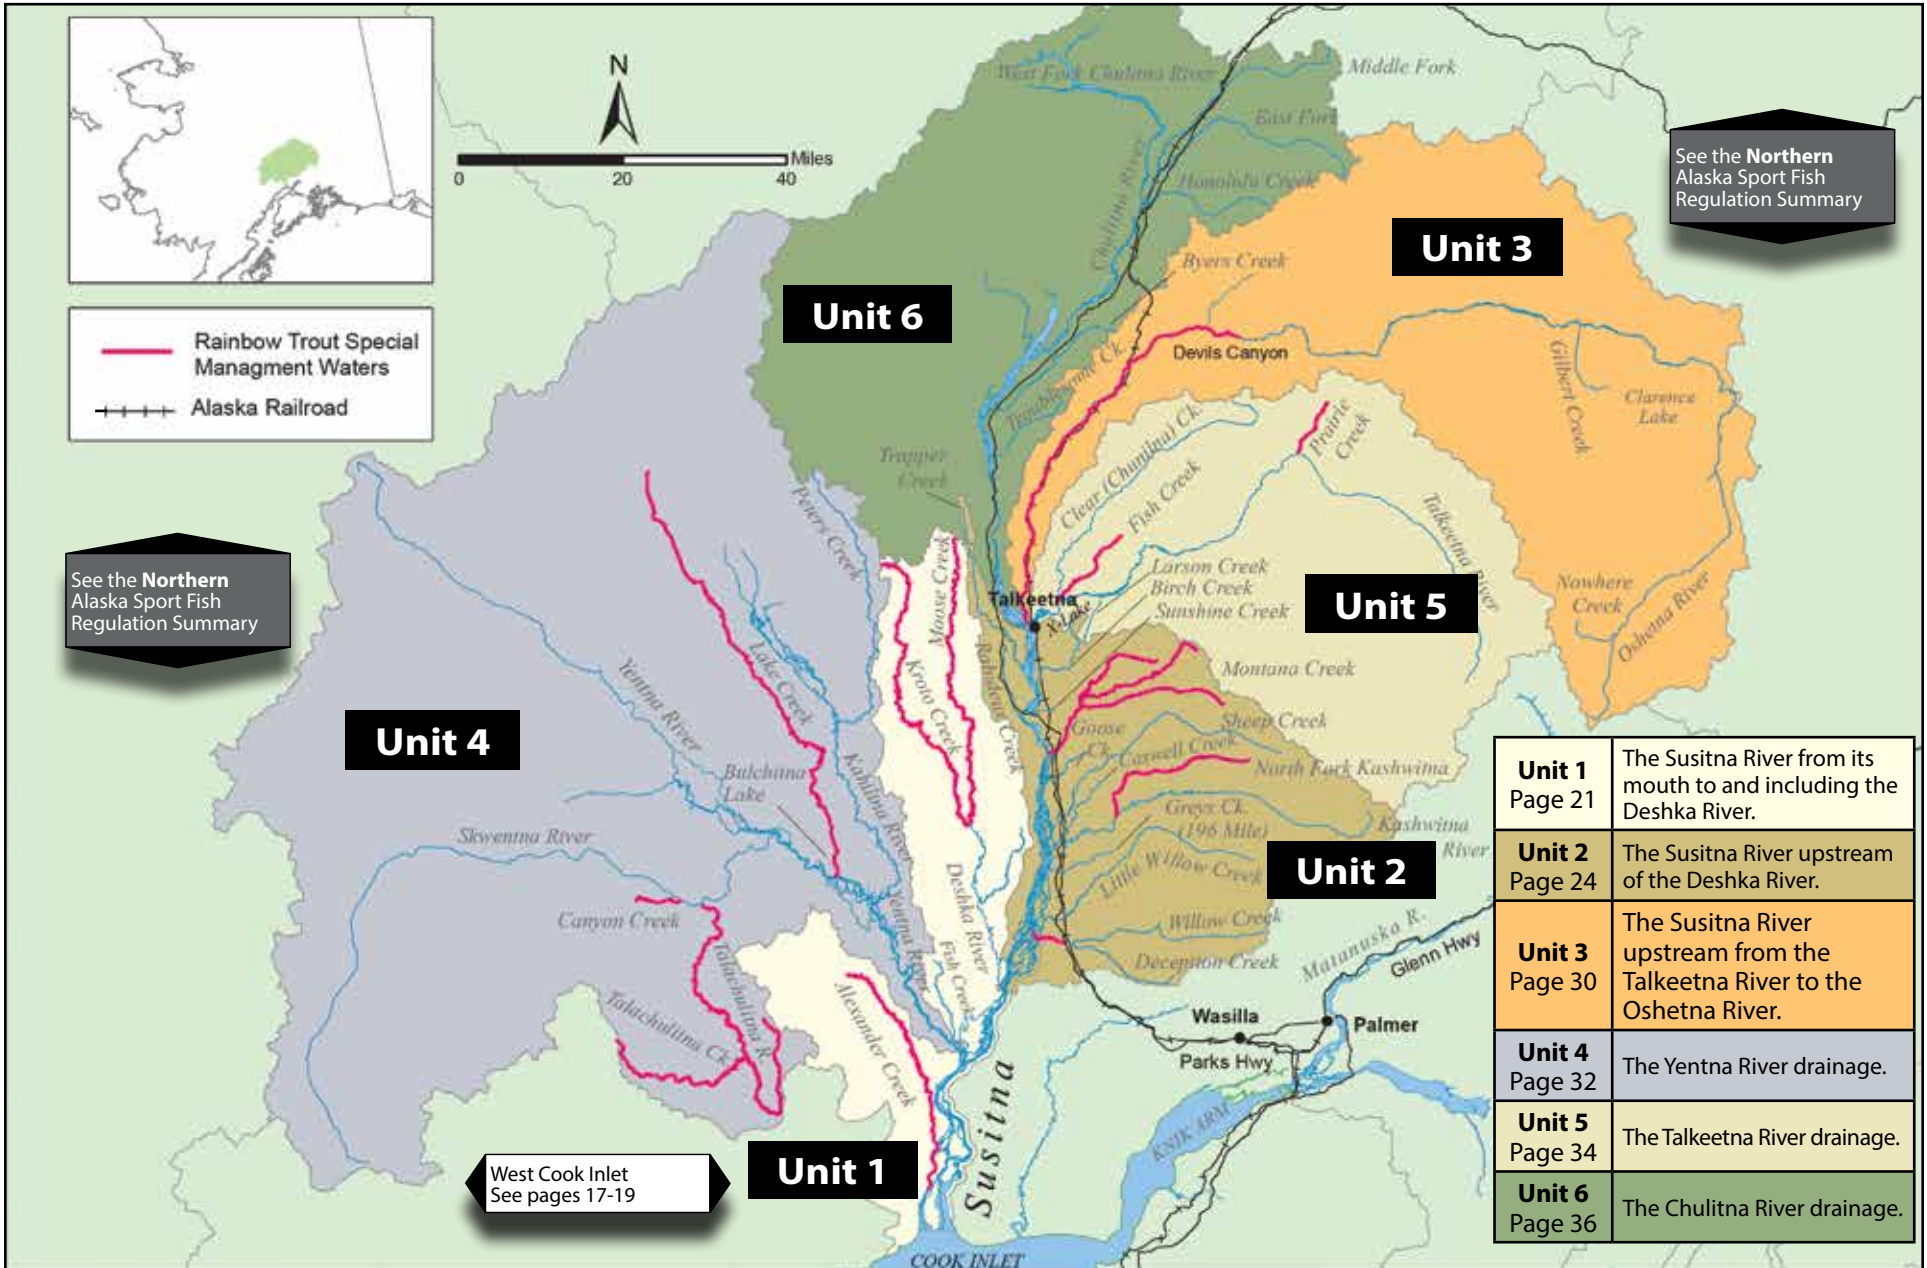 N
Miles
0
20
40
Rainbow Trout Special
Managment Waters
Alaska Railroad
West Fork Chulitna River
Middle Fork
East Fork
Honolulu Creek
Chulitna River
Byers Creek
See the Northern
Alaska Sport Fish
Regulation Summary
Unit 3
Unit 6
Devils Canyon
Troublesome Ck.
Gilbert Creek
Clarence
Lake
Prairie
Creek
Clear (Chunilna) Ck.
Fish Creek
Trapper
Creek
Peters Creek
Talkeetna River
See the Northern
Alaska Sport Fish
Regulation Summary
Moose Creek
Larson Creek
Birch Creek
Sunshine Creek
Talkeetna
X-Lake
Unit 5
Nowhere
Creek
Oshetna River
Kroto Creek
Rabideux Creek
Montana Creek
Lake Creek
Yentna River
Unit 4
Goose
Ck.
Sheep Creek
Caswell Creek
North Fork Kashwitna
Bulchitna
Lake
Kahiltna River
Greys Ck.
(196 Mile)
Kashwitna
River
Skwentna River
Little Willow Creek
Unit 2
Deshka River
Yentna River
Canyon Creek
Willow Creek
Fish Creek
Deception Creek
Matanuska R.
Glenn Hwy
Talachulitna R.
Talachulitna Ck.
Alexander Creek
Wasilla
Palmer
Parks Hwy
Susitna
KNIK ARM
West Cook Inlet
See pages 17-19
Unit 1
COOK INLET
Unit 1
Page 21
The Susitna River from its
mouth to and including the
Deshka River.
Unit 2
Page 24
The Susitna River upstream
of the Deshka River.
Unit 3
Page 30
The Susitna River
upstream from the
Talkeetna River to the
Oshetna River.
Unit 4
Page 32
The Yentna River drainage.
Unit 5
Page 34
The Talkeetna River drainage.
Unit 6
Page 36
The Chulitna River drainage.